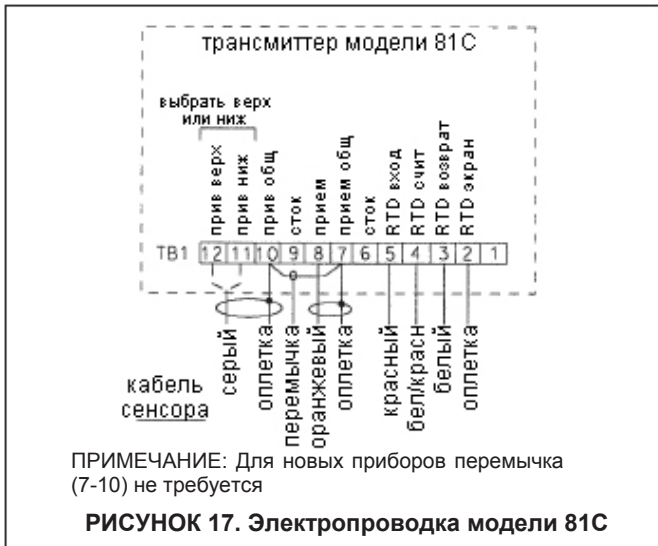 трансмиттер модели 81С
выбрать верх
или ниж
прив верх
прив ниж
прив общ
сток
прием
прием общ
сток
RTD вход
RTD счит
RTD возврат
RTD экран
ТВ1 12 11 10 9 8 7 6 5 4 3 2 1
серый
оплетка
перемычка
оранжевый
оплетка
красный
бел/красн
белый
оплетка
кабель
сенсора
ПРИМЕЧАНИЕ: Для новых приборов перемычка
(7-10) не требуется
РИСУНОК 17. Электропроводка модели 81С